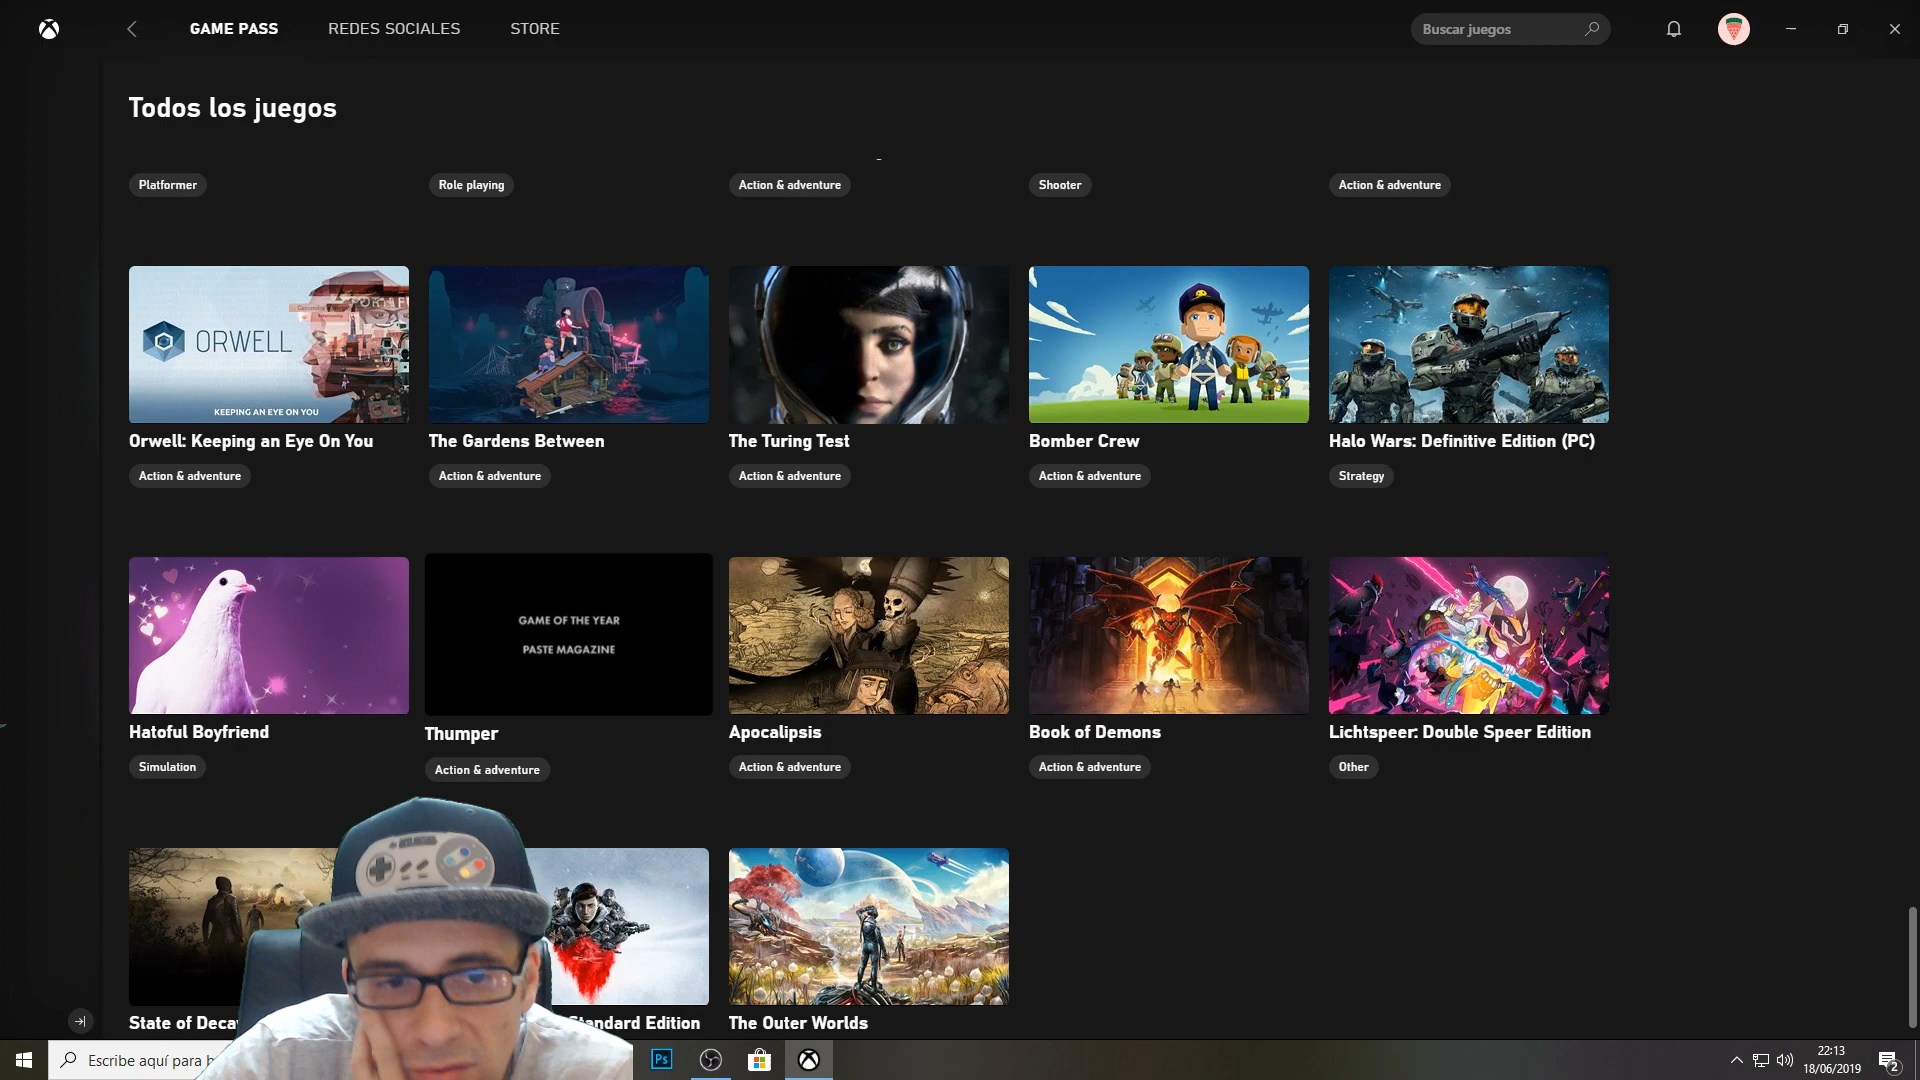 GAME PASS REDES SOCIALES STORE Buscar juegos
Todos los juegos
Platformer Role playing Action & adventure Shooter Action & adventure
ORWELL
KEEPING AN EYE ON YOU
Orwell: Keeping an Eye On You The Gardens Between The Turing Test Bomber Crew Halo Wars: Definitive Edition (PC)
Action & adventure Action & adventure Action & adventure Action & adventure Strategy
GAME OF THE YEAR
PASTE MAGAZINE
Hatoful Boyfriend Thumper Apocalipsis Book of Demons Lichtspeer: Double Speer Edition
Simulation Action & adventure Action & adventure Action & adventure Other
State of Deca Standard Edition The Outer Worlds
Escribe aquí para b Ps 22:13
18/06/2019 2